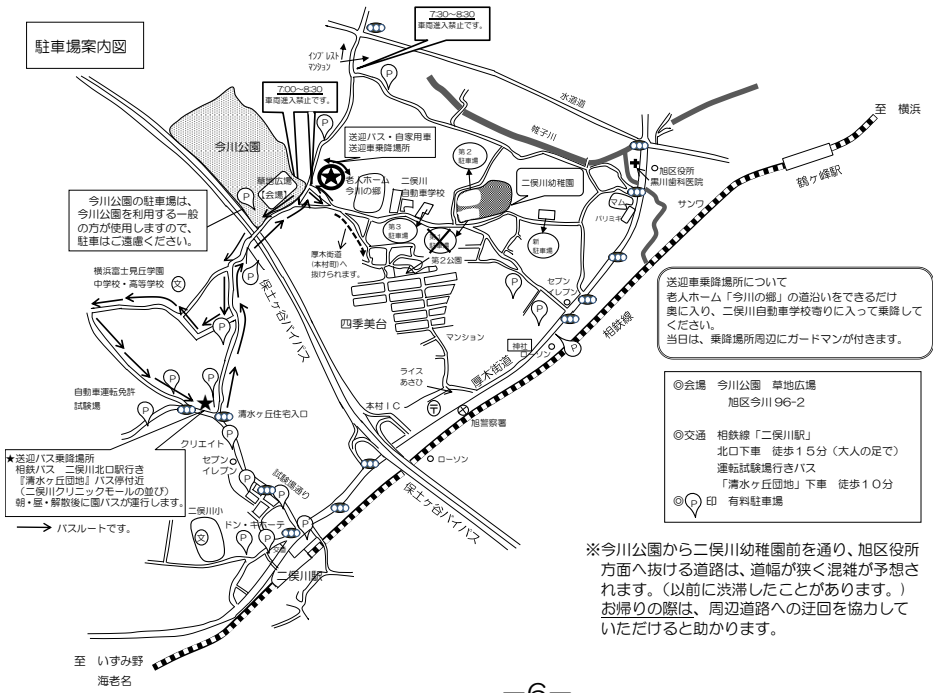 駐車場案内図
7:30～8:30
車両進入禁止です。
インプレスト
マンション
7:00～8:30
車両進入禁止です。
水道道
帷子川
至 横浜
鶴ヶ峰駅
今川公園
送迎バス・自家用車
送迎車乗降場所
草地広場
【会場】
老人ホーム
今川の郷
二俣川
自動車学校
第2
駐車場
二俣川幼稚園
旭区役所
黒川歯科医院
マム
サンワ
パリミキ
今川公園の駐車場は、
今川公園を利用する一般
の方が使用しますので、
駐車はご遠慮ください。
第3
駐車場
駐車場
新
駐車場
厚木街道
(本村町)へ
抜けられます。
第2公園
横浜富士見丘学園
中学校・高等学校
文
保土ヶ谷バイパス
セブン
イレブン
四季美台
マンション
相鉄線
神社
ローソン
厚木街道
ライス
あさひ
送迎車乗降場所について
老人ホーム「今川の郷」の道沿いをできるだけ
奥に入り、二俣川自動車学校寄りに入って乗降して
ください。
当日は、乗降場所周辺にガードマンが付きます。
自動車運転免許
試験場
清水ヶ丘住宅入口
本村IC
〒
旭警察署
◎会場 今川公園 草地広場
旭区今川96-2
◎交通 相鉄線「二俣川駅」
北口下車 徒歩15分（大人の足で）
運転試験場行きバス
「清水ヶ丘団地」下車 徒歩10分
◎P印 有料駐車場
クリエイト
セブン
イレブン
ローソン
★送迎バス乗降場所
相鉄バス 二俣川北口駅行き
『清水ヶ丘団地』バス停付近
（二俣川クリニックモールの並び）
朝・昼・解散後に園バスが運行します。
バスルートです。
試験場通り
保土ヶ谷バイパス
二俣川小
文
ドン・キホーテ
交番
二俣川駅
※今川公園から二俣川幼稚園前を通り、旭区役所
方面へ抜ける道路は、道幅が狭く混雑が予想さ
れます。（以前に渋滞したことがあります。）
お帰りの際は、周辺道路への迂回を協力して
いただけると助かります。
至 いずみ野
海老名
－6－